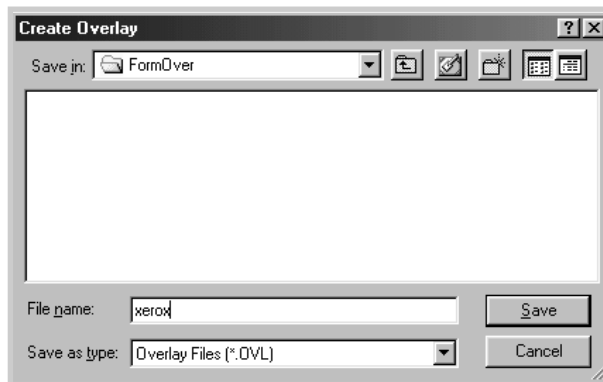 Create Overlay
Save in: FormOver
File name: xerox
Save
Save as type: Overlay Files (*.OVL)
Cancel